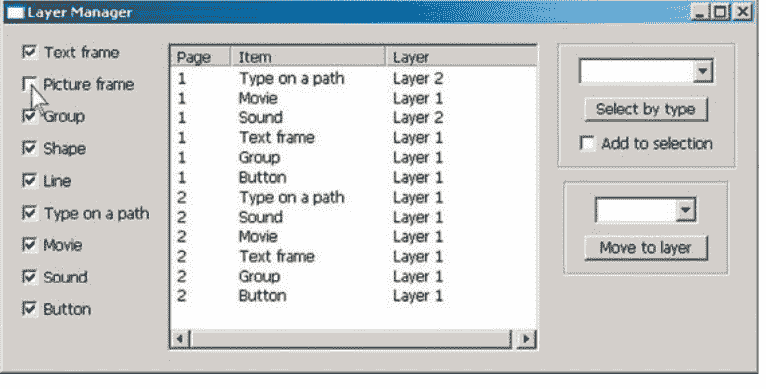 Layer Manager
Text frame
Picture frame
Group
Shape
Line
Type on a path
Movie
Sound
Button
Page Item Layer
1 Type on a path Layer 2
1 Movie Layer 1
1 Sound Layer 2
1 Text frame Layer 1
1 Group Layer 1
1 Button Layer 1
2 Type on a path Layer 1
2 Sound Layer 1
2 Movie Layer 1
2 Text frame Layer 1
2 Group Layer 1
2 Button Layer 1
Select by type
Add to selection
Move to layer